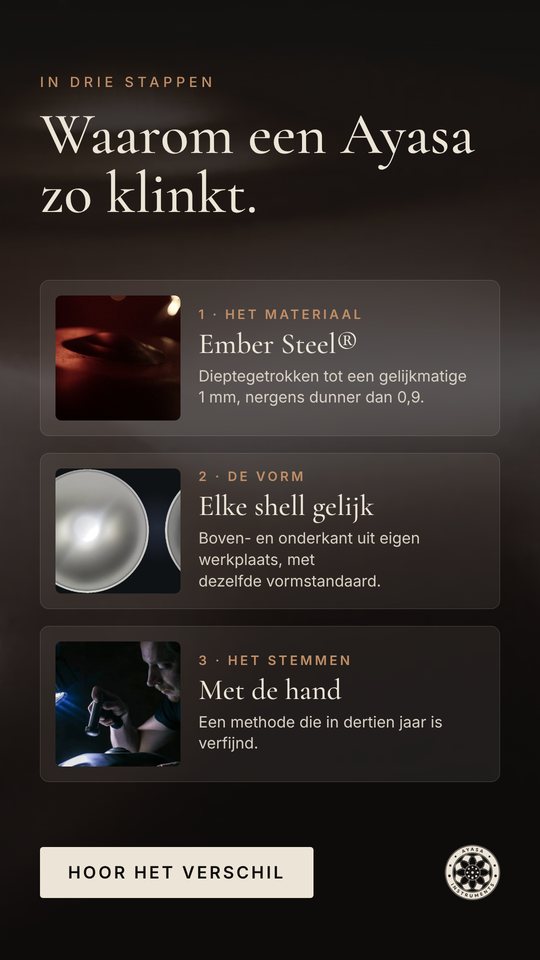 IN DRIE STAPPEN
Waarom een Ayasa
zo klinkt.
1 · HET MATERIAAL
Ember Steel®
Dieptegetrokken tot een gelijkmatige
1 mm, nergens dunner dan 0,9.
2 · DE VORM
Elke shell gelijk
Boven- en onderkant uit eigen
werkplaats, met
dezelfde vormstandaard.
3 · HET STEMMEN
Met de hand
Een methode die in dertien jaar is
verfijnd.
HOOR HET VERSCHIL
AYASA
INSTRUMENTS